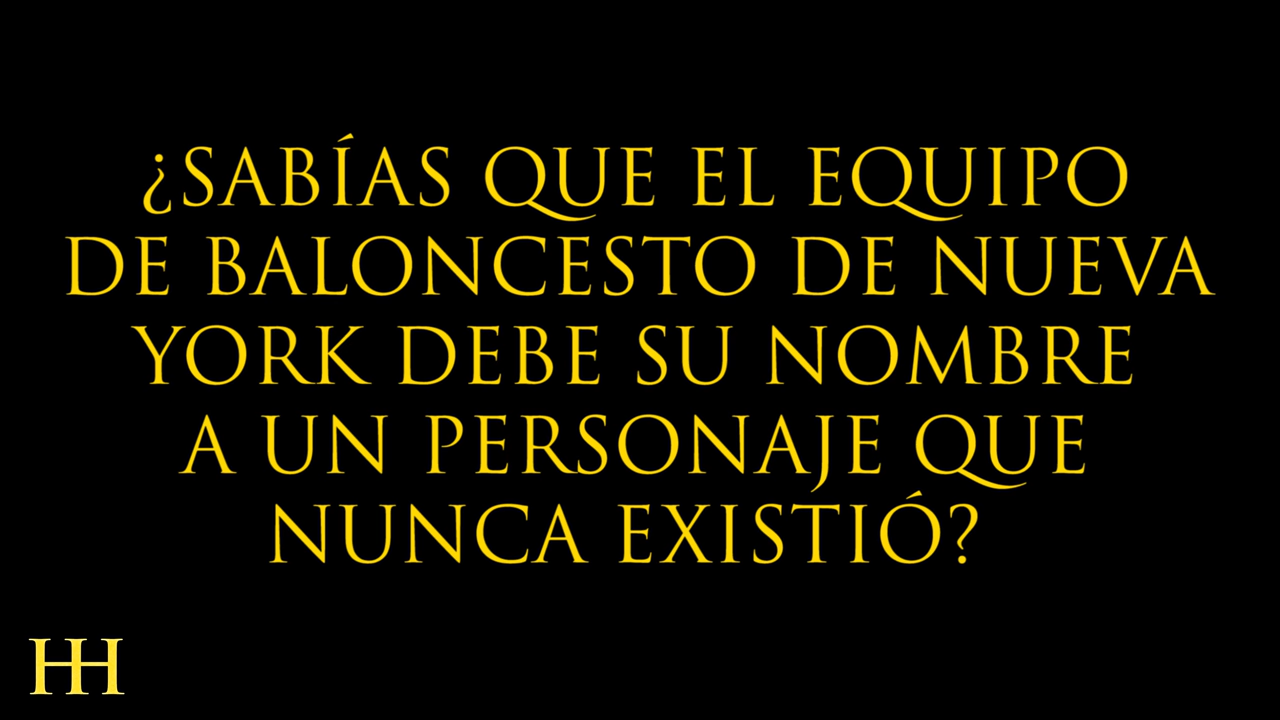 ¿SABÍAS QUE EL EQUIPO
DE BALONCESTO DE NUEVA
YORK DEBE SU NOMBRE
A UN PERSONAJE QUE
NUNCA EXISTIÓ?
HH